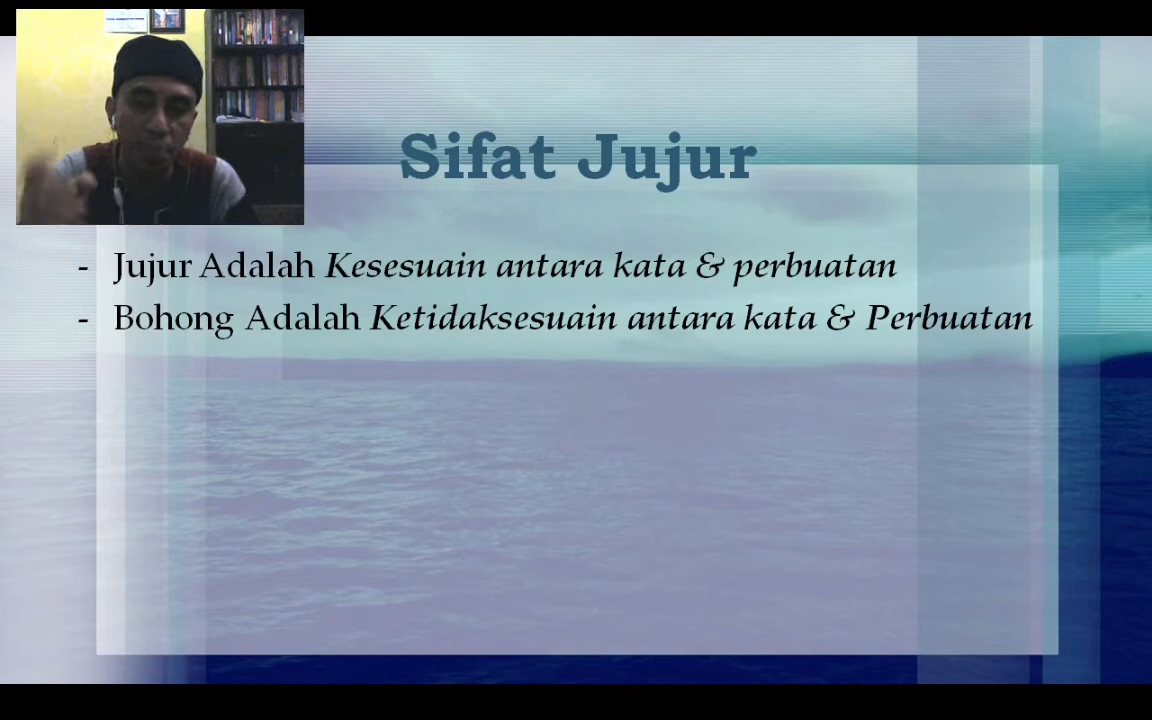 Sifat Jujur
- Jujur Adalah Kesesuain antara kata & perbuatan
- Bohong Adalah Ketidaksesuain antara kata & Perbuatan